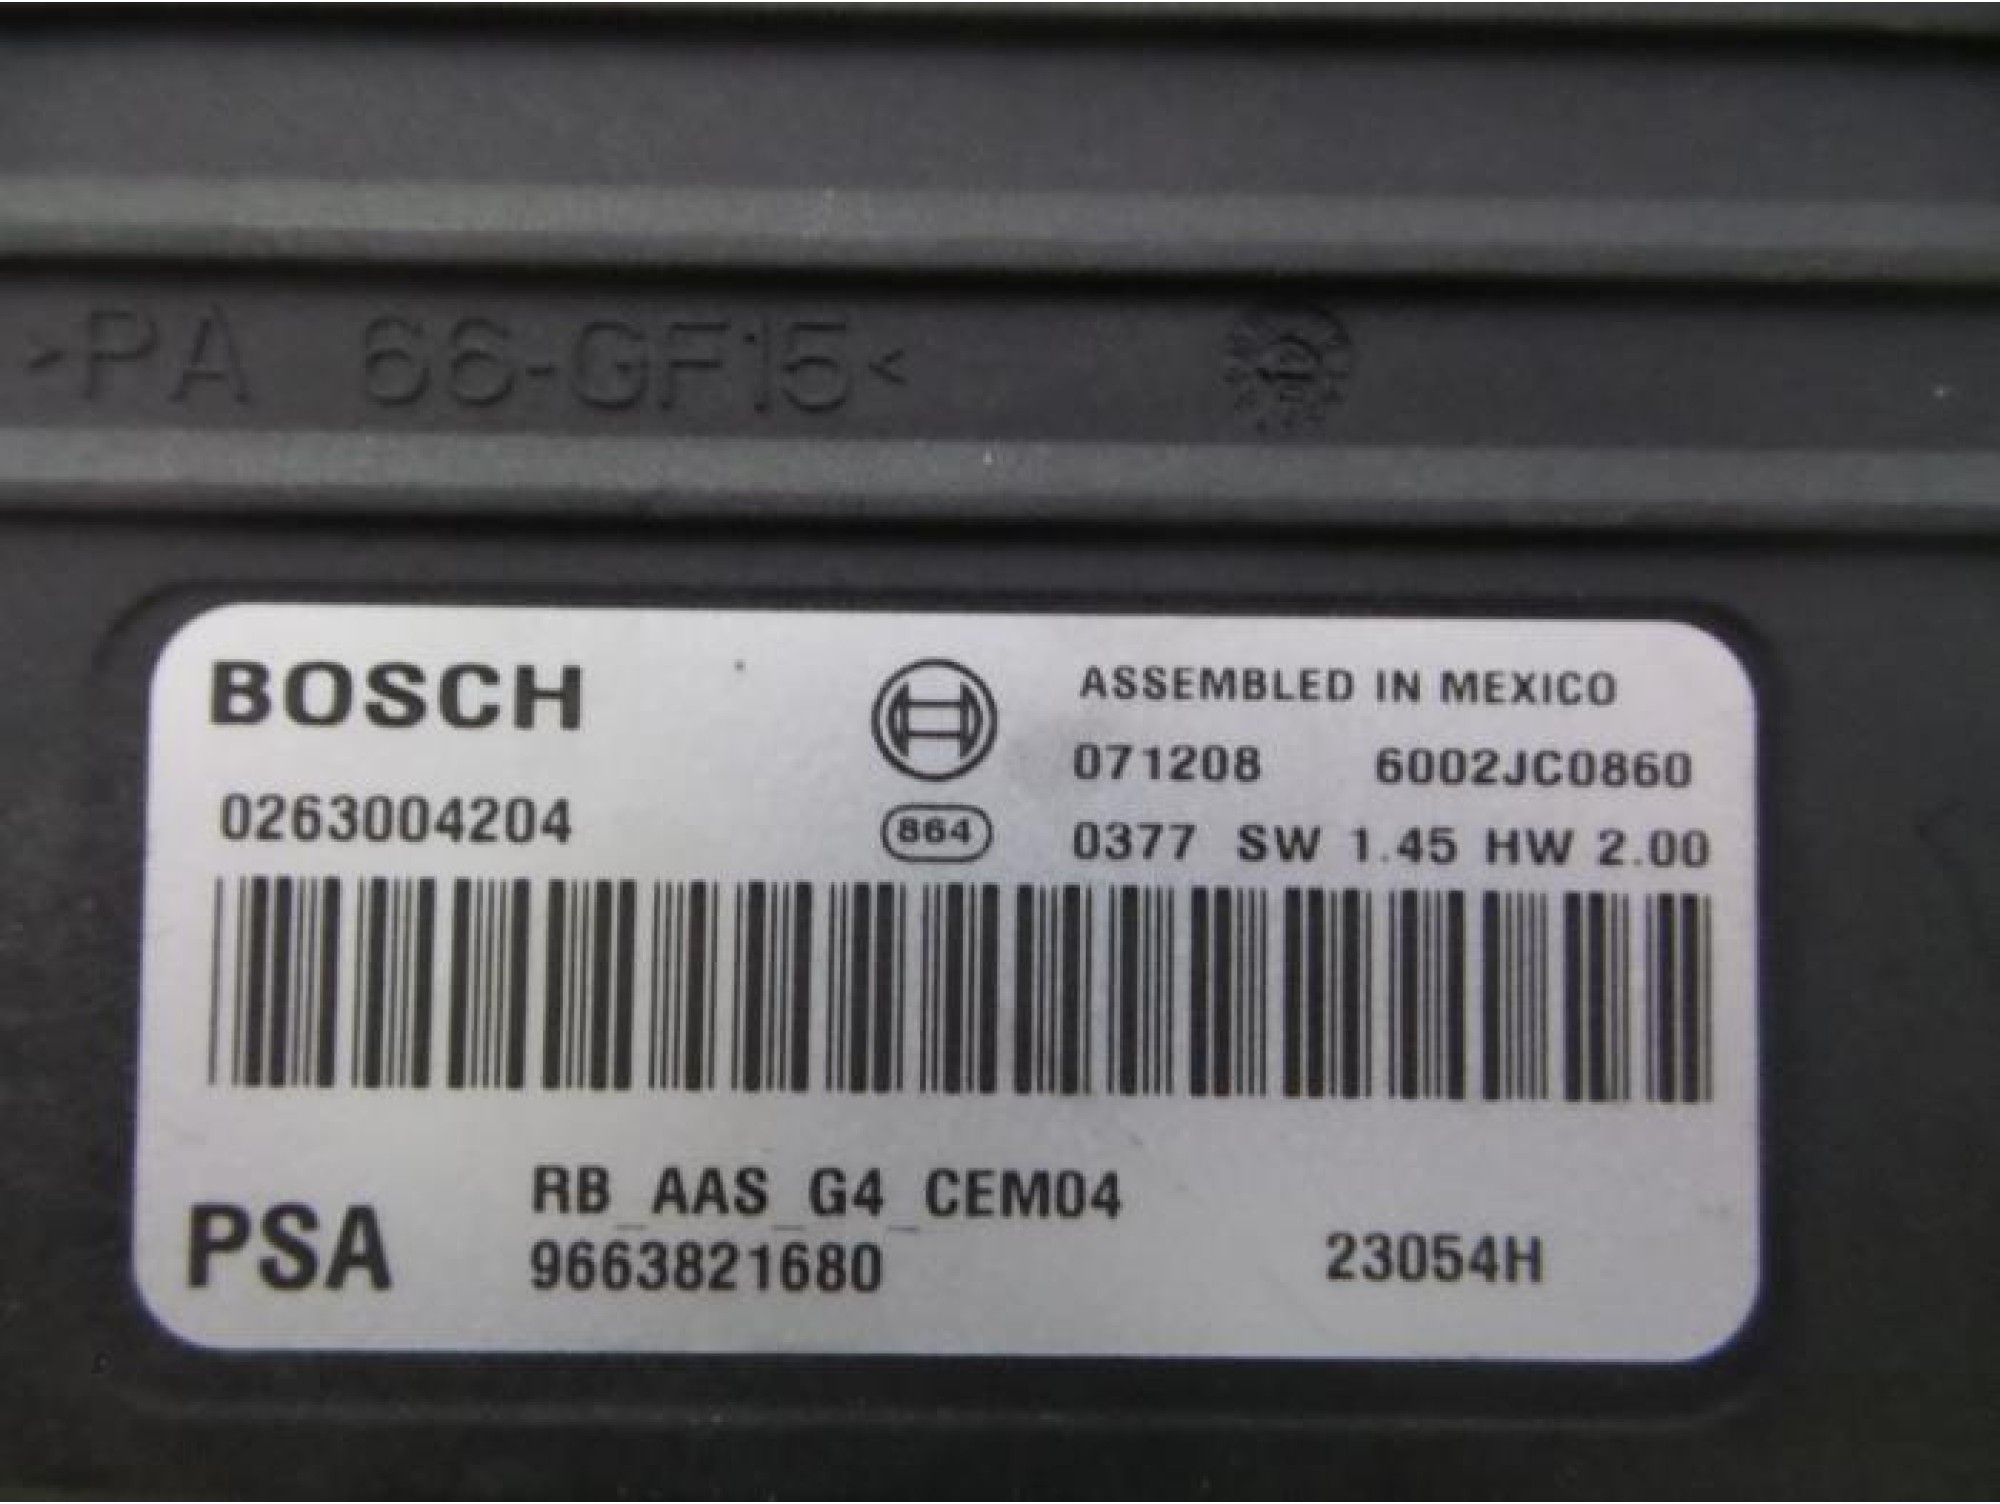 >PA 66-GF15<
BOSCH
ASSEMBLED IN MEXICO
071208 6002JC0860
0263004204
864
0377 SW 1.45 HW 2.00
RB_AAS_G4_CEM04
PSA
9663821680
23054H